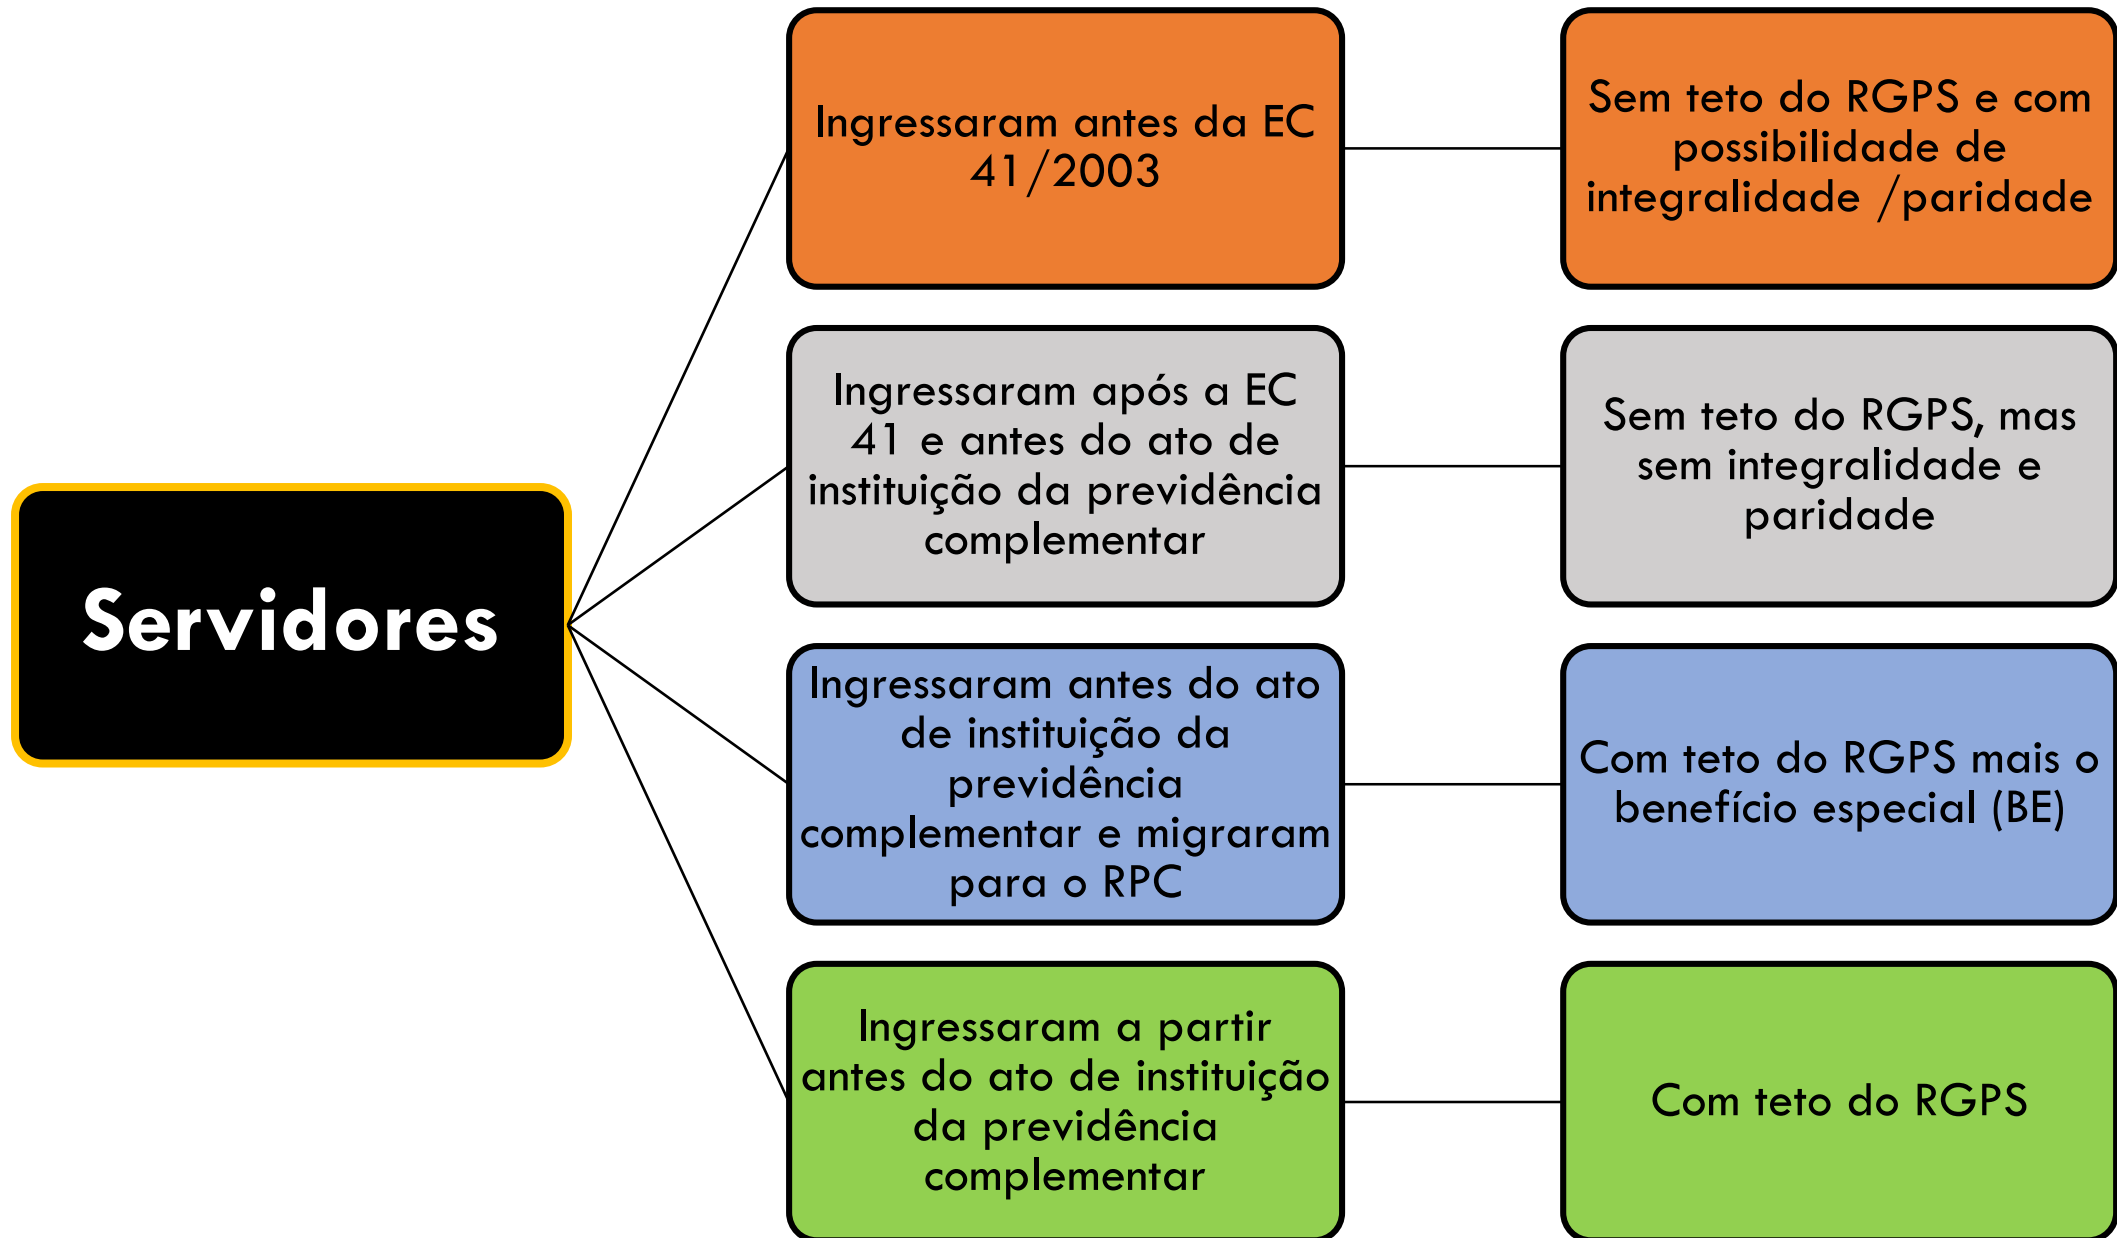 Servidores
Ingressaram antes da EC
41/2003
Sem teto do RGPS e com
possibilidade de
integralidade /paridade
Ingressaram após a EC
41 e antes do ato de
instituição da previdência
complementar
Sem teto do RGPS, mas
sem integralidade e
paridade
Ingressaram antes do ato
de instituição da
previdência
complementar e migraram
para o RPC
Com teto do RGPS mais o
benefício especial (BE)
Ingressaram a partir
antes do ato de instituição
da previdência
complementar
Com teto do RGPS